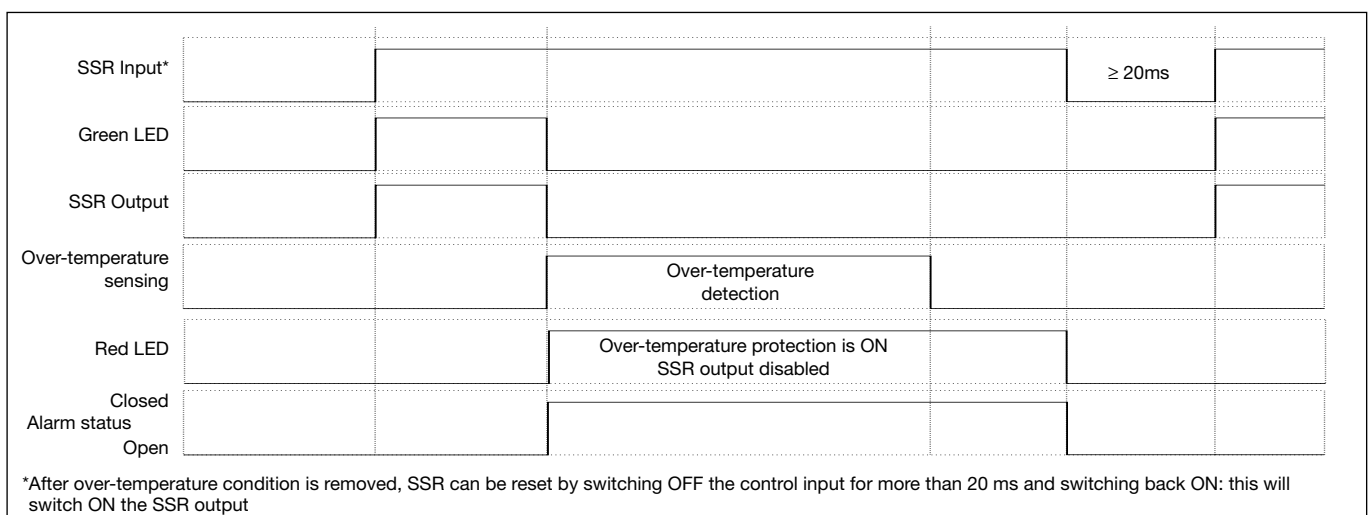 SSR Input*
≥ 20ms
Green LED
SSR Output
Over-temperature
sensing
Over-temperature
detection
Red LED
Over-temperature protection is ON
SSR output disabled
Closed
Alarm status
Open
*After over-temperature condition is removed, SSR can be reset by switching OFF the control input for more than 20 ms and switching back ON: this will
switch ON the SSR output